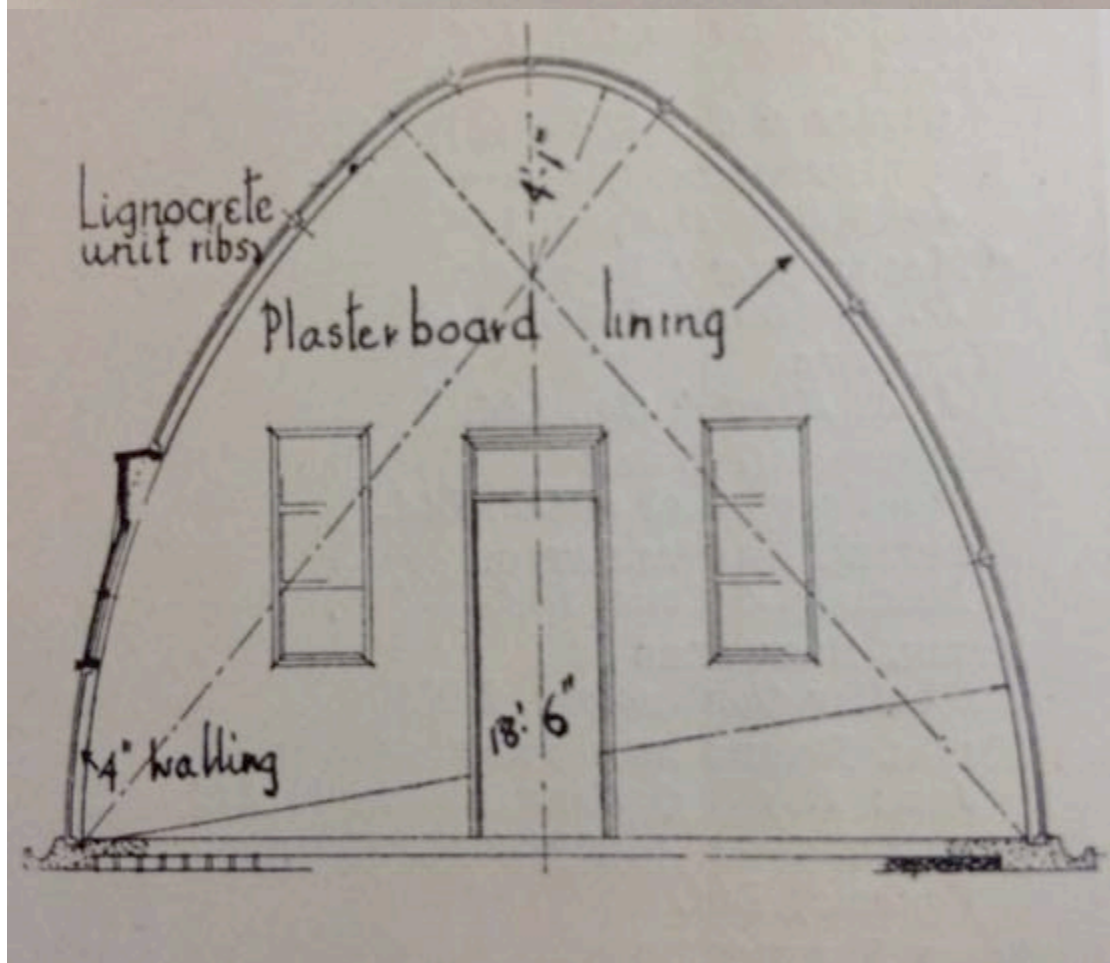 4'·1"
Lignocrete
unit ribs
Plasterboard lining
18'· 6"
4" walling